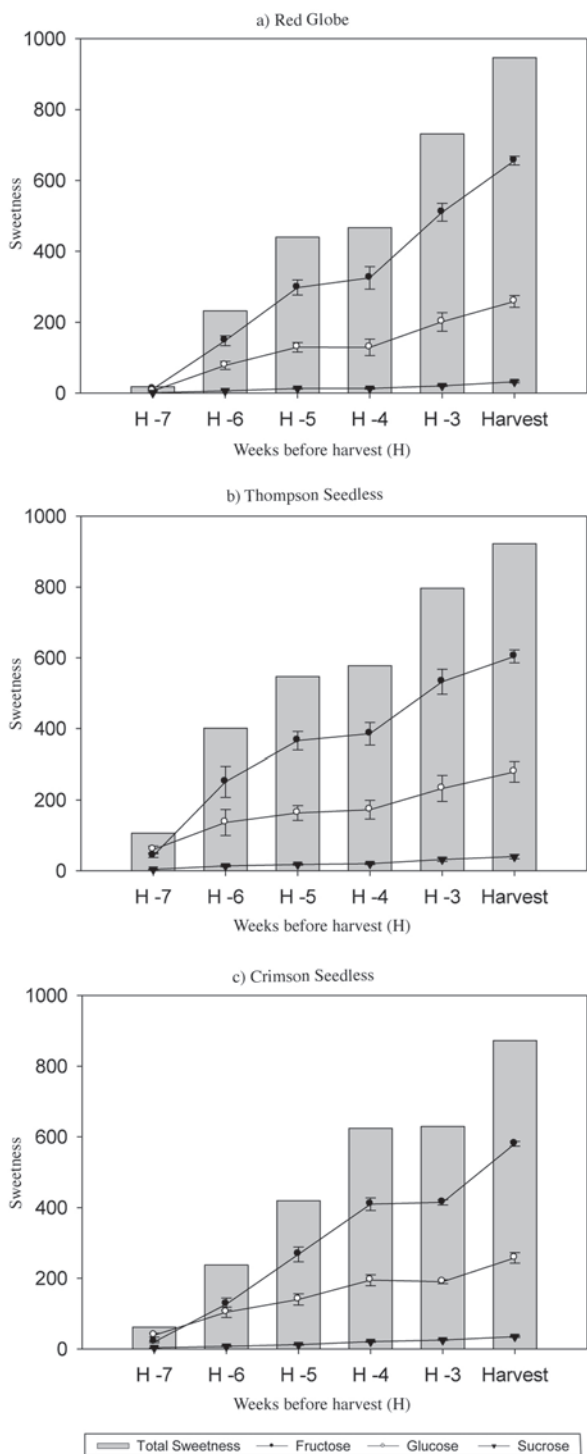 a) Red Globe
1000
800
600
400
200
0
Sweetness
H -7 H -6 H -5 H -4 H -3 Harvest
Weeks before harvest (H)
b) Thompson Seedless
1000
800
600
400
200
0
Sweetness
H -7 H -6 H -5 H -4 H -3 Harvest
Weeks before harvest (H)
c) Crimson Seedless
1000
800
600
400
200
0
Sweetness
H -7 H -6 H -5 H -4 H -3 Harvest
Weeks before harvest (H)
Total Sweetness Fructose Glucose Sucrose